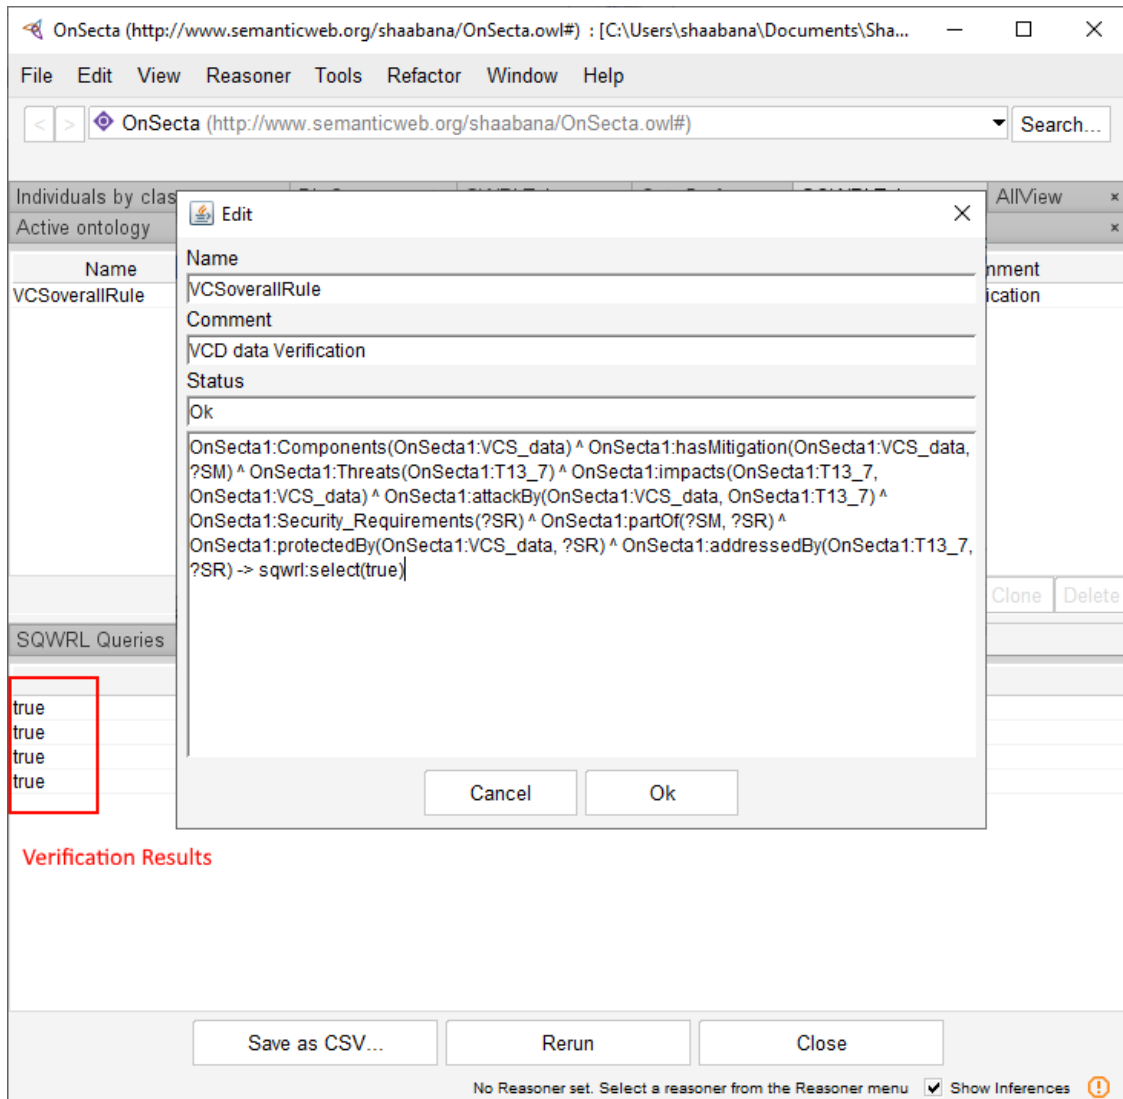 OnSecta (http://www.semanticweb.org/shaabana/OnSecta.owl#) : [C:\Users\shaabana\Documents\Sha...
File Edit View Reasoner Tools Refactor Window Help
< > OnSecta (http://www.semanticweb.org/shaabana/OnSecta.owl#) Search...
Individuals by clas AllView ×
Active ontology ×
Edit
Name
Name nment
VCSoverallRule
VCSoverallRule ication
Comment
VCD data Verification
Status
Ok
OnSecta1:Components(OnSecta1:VCS_data) ^ OnSecta1:hasMitigation(OnSecta1:VCS_data,
?SM) ^ OnSecta1:Threats(OnSecta1:T13_7) ^ OnSecta1:impacts(OnSecta1:T13_7,
OnSecta1:VCS_data) ^ OnSecta1:attackBy(OnSecta1:VCS_data, OnSecta1:T13_7) ^
OnSecta1:Security_Requirements(?SR) ^ OnSecta1:partOf(?SM, ?SR) ^
OnSecta1:protectedBy(OnSecta1:VCS_data, ?SR) ^ OnSecta1:addressedBy(OnSecta1:T13_7,
?SR) -> sqwrl:select(true)
Clone Delete
SQWRL Queries
true
true
true
true
Cancel Ok
Verification Results
Save as CSV... Rerun Close
No Reasoner set. Select a reasoner from the Reasoner menu Show Inferences